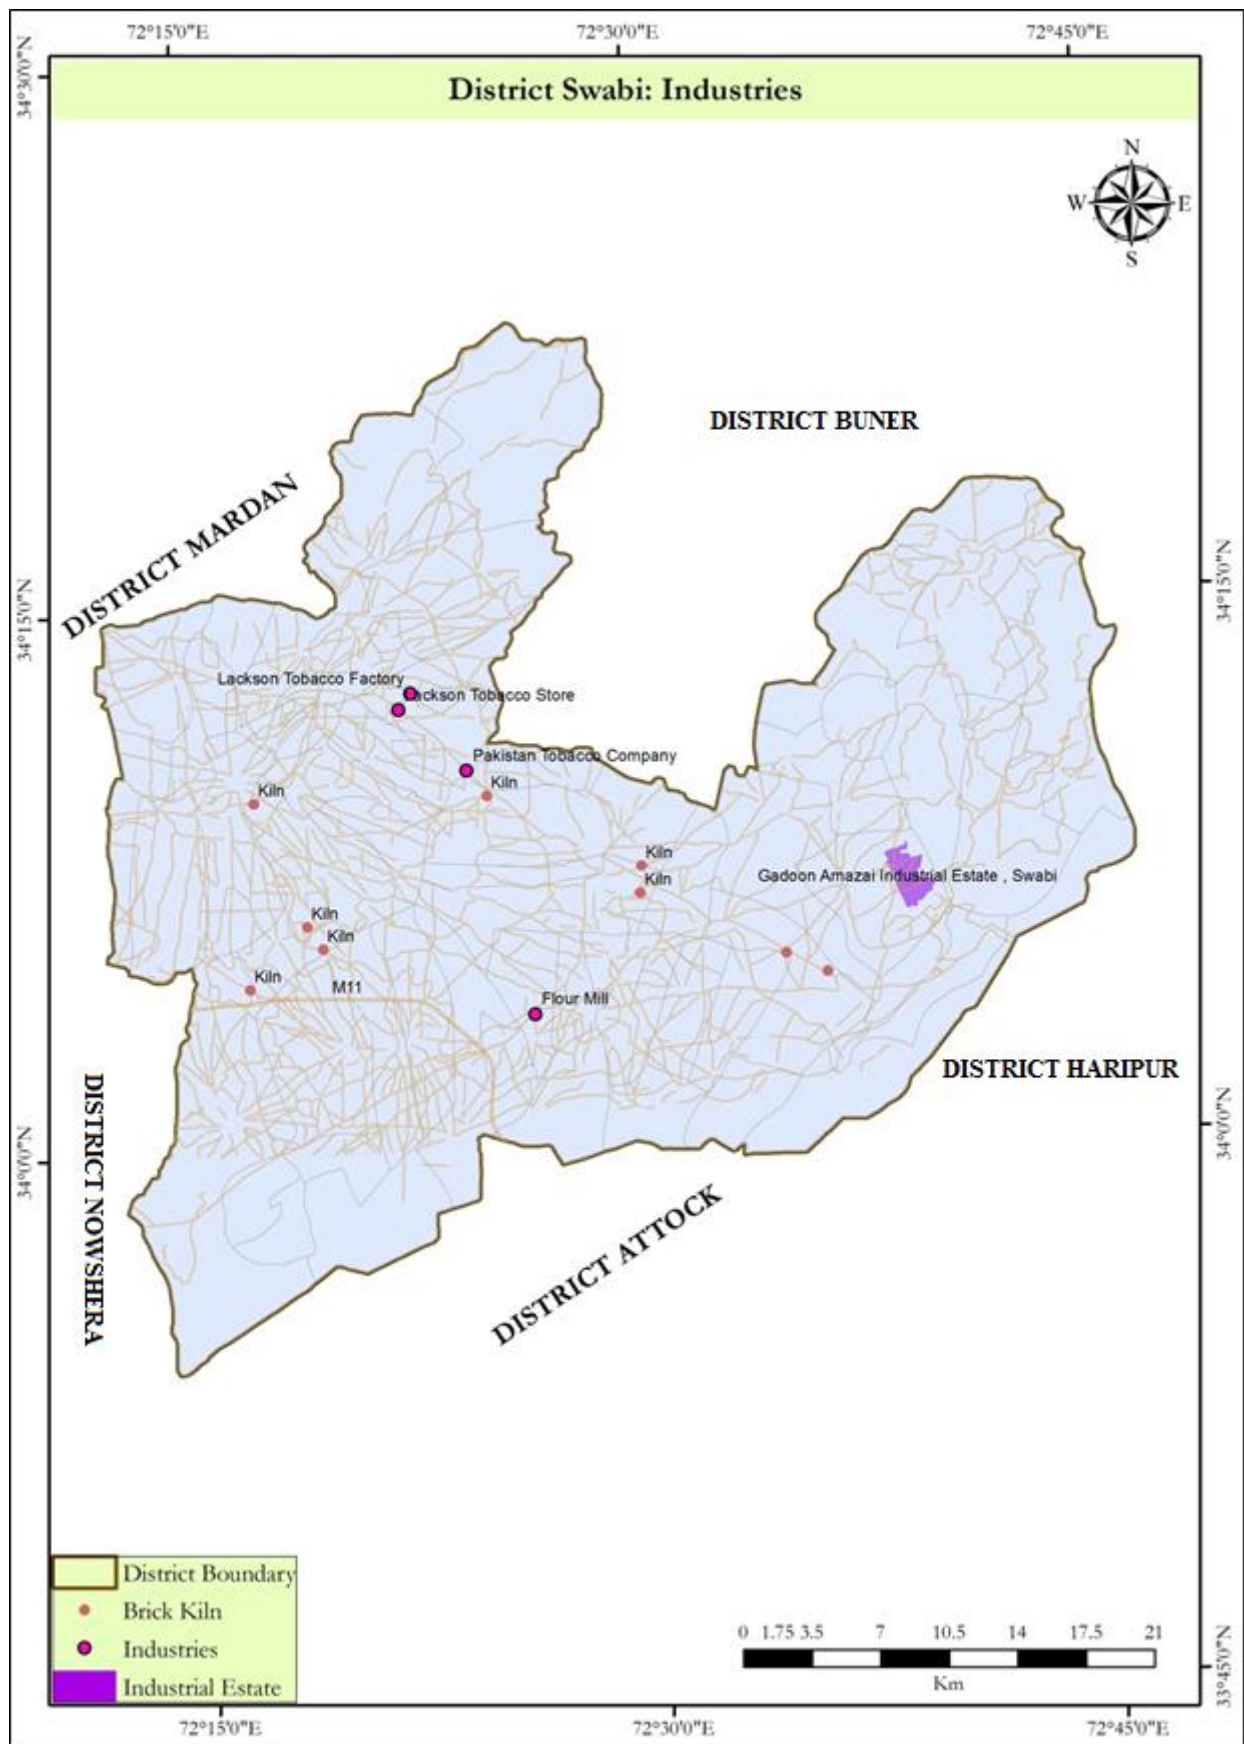 72°15'0"E 72°30'0"E 72°45'0"E
34°30'0"N
District Swabi: Industries
N
W E
S
DISTRICT BUNER
DISTRICT MARDAN
34°15'0"N 34°15'0"N
Lackson Tobacco Factory
Lackson Tobacco Store
Pakistan Tobacco Company
Kiln
Kiln
Kiln
Kiln
Gadoon Amazai Industrial Estate , Swabi
Kiln
Kiln
Kiln
M11
Flour Mill
DISTRICT HARIPUR
DISTRICT NOWSHERA
34°0'0"N 34°0'0"N
DISTRICT ATTOCK
District Boundary
Brick Kiln
Industries
Industrial Estate
0 1.75 3.5 7 10.5 14 17.5 21
Km
33°45'0"N
72°15'0"E 72°30'0"E 72°45'0"E